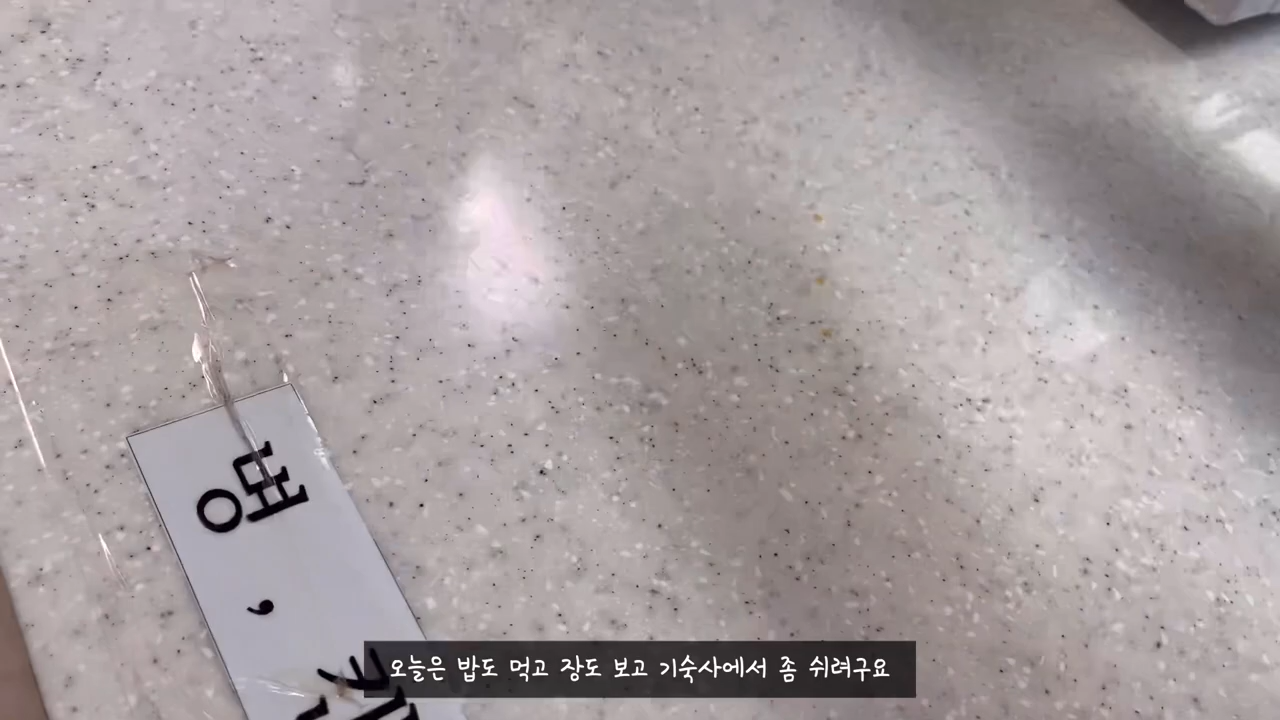 명 ,
오늘은 밥도 먹고 장도 보고 기숙사에서 좀 쉬려구요